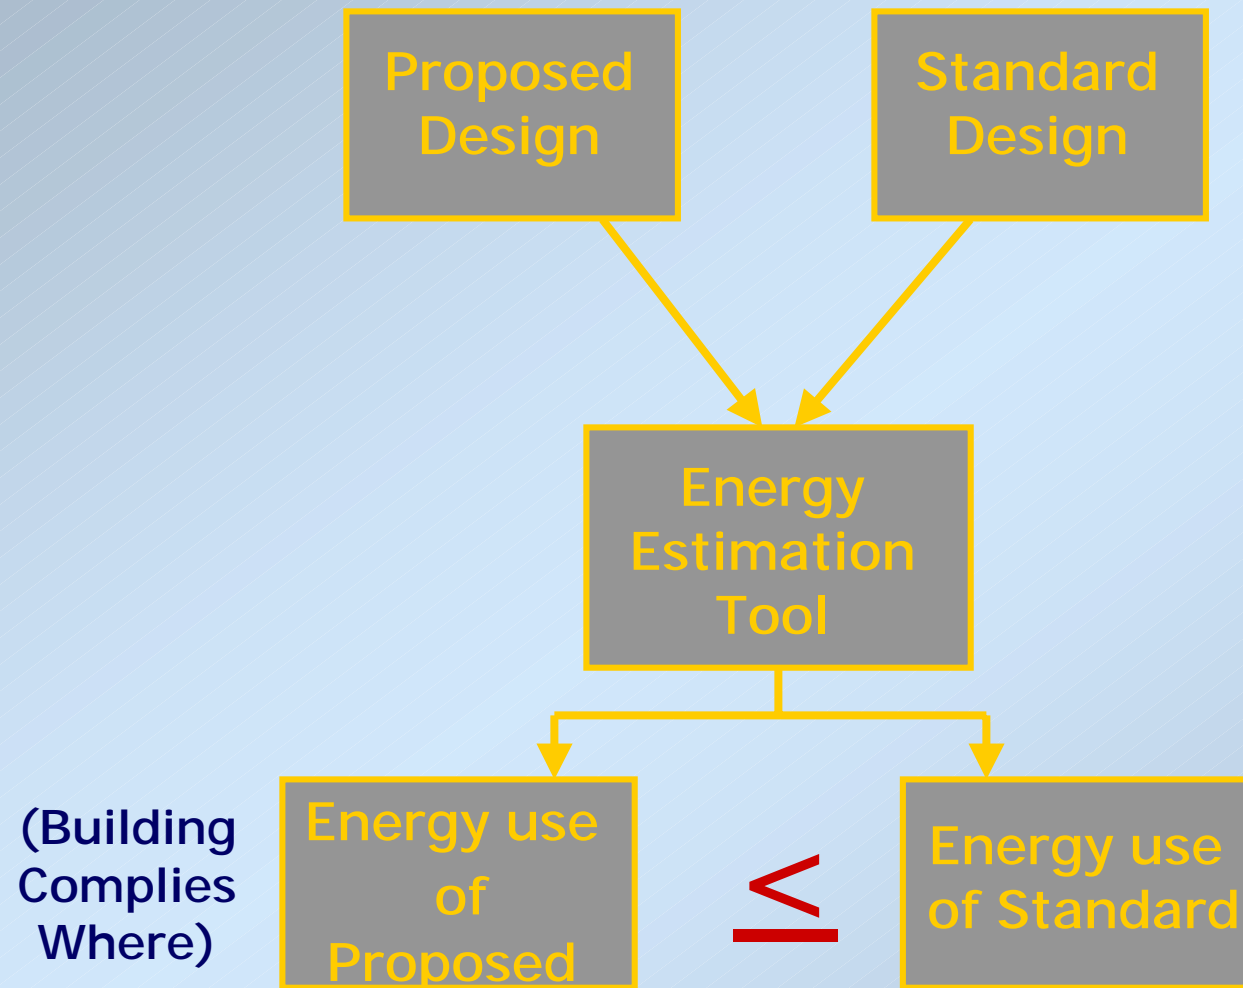 Proposed
Design
Standard
Design
Energy
Estimation
Tool
(Building
Complies
Where)
Energy use
of
Proposed
≤
Energy use
of Standard